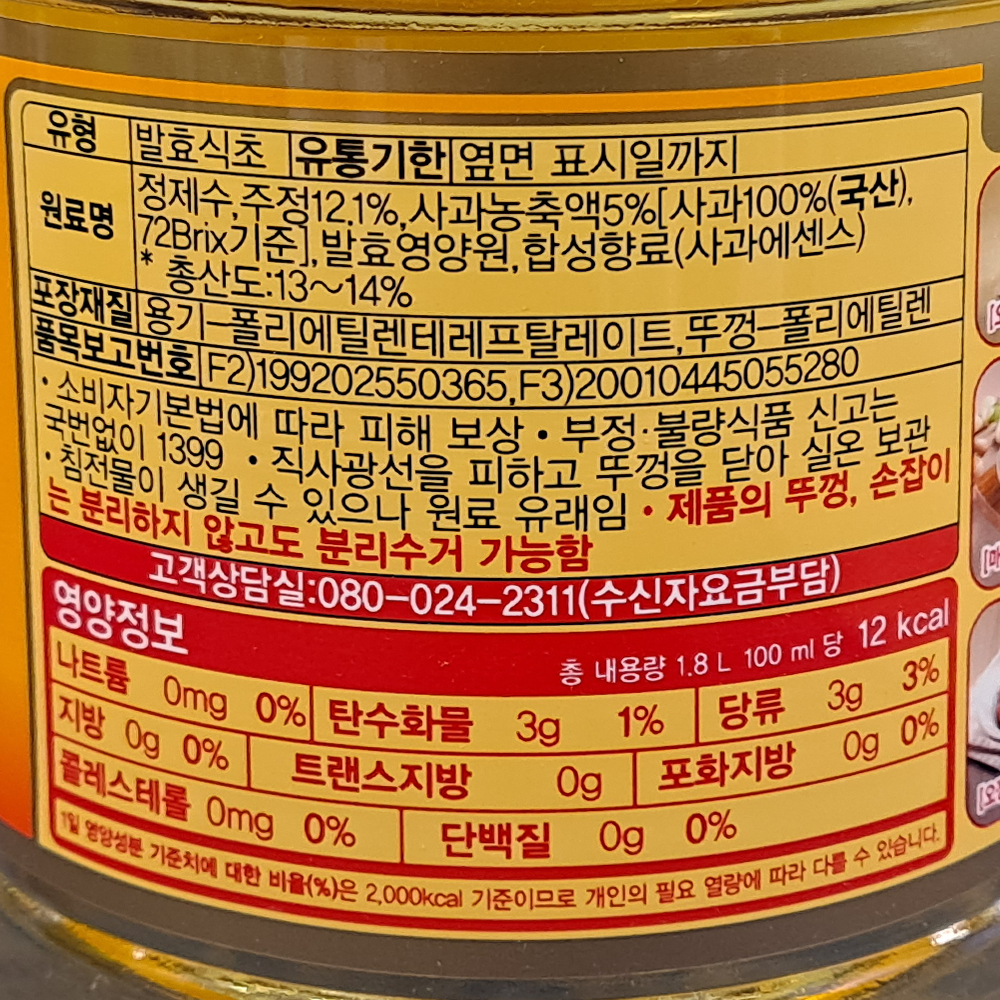 유형 발효식초 유통기한 옆면 표시일까지
원료명 정제수,주정12.1%,사과농축액5%[사과100%(국산),
72Brix기준],발효영양원,합성향료(사과에센스)
* 총산도:13~14%
포장재질 용기-폴리에틸렌테레프탈레이트,뚜껑-폴리에틸렌
품목보고번호 F2)199202550365,F3)20010445055280
• 소비자기본법에 따라 피해 보상 • 부정·불량식품 신고는
국번없이 1399 • 직사광선을 피하고 뚜껑을 닫아 실온 보관
• 침전물이 생길 수 있으나 원료 유래임 • 제품의 뚜껑, 손잡이
는 분리하지 않고도 분리수거 가능함
고객상담실:080-024-2311(수신자요금부담)
영양정보 총 내용량 1.8 L 100 ml 당 12 kcal
나트륨 0mg 0% 탄수화물 3g 1% 당류 3g 3%
지방 0g 0% 트랜스지방 0g 포화지방 0g 0%
콜레스테롤 0mg 0% 단백질 0g 0%
1일 영양성분 기준치에 대한 비율(%)은 2,000kcal 기준이므로 개인의 필요 열량에 따라 다를 수 있습니다.